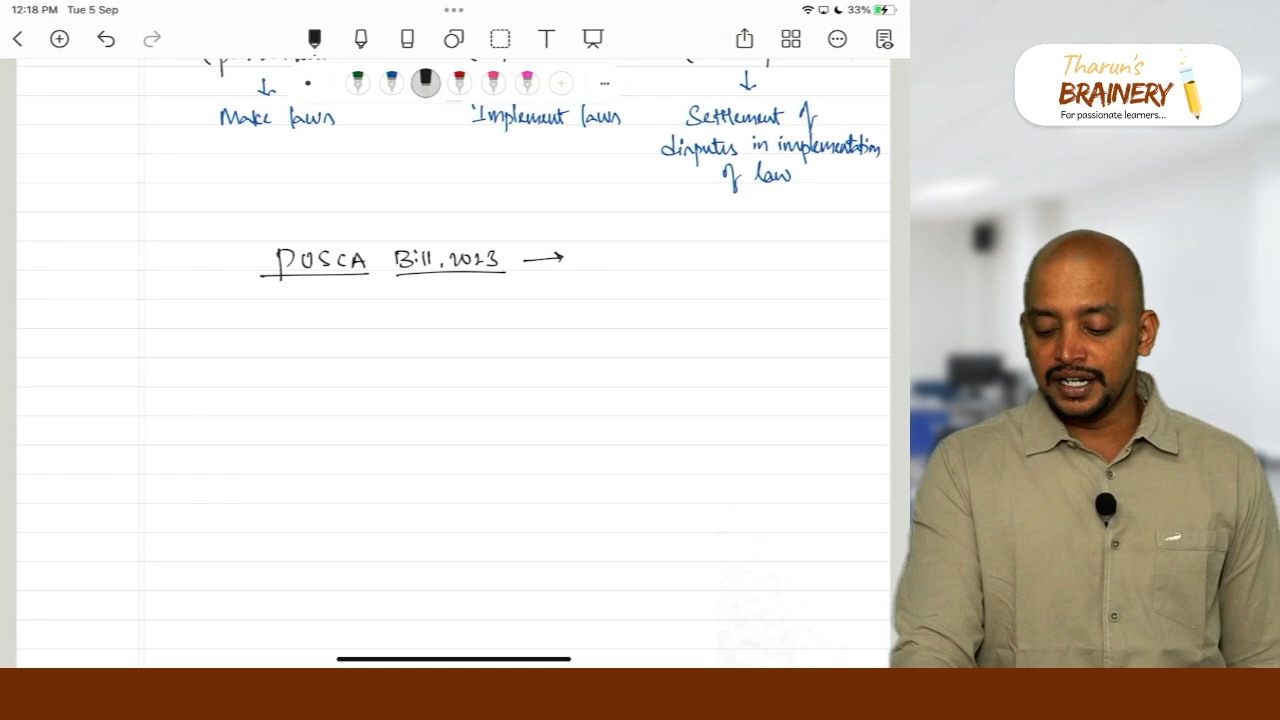 12:18 PM Tue 5 Sep
33%
Make laws
Implement laws
Settlement of
disputes in implementation
of law
POSCA Bill, 2023 →
Tharun's
BRAINERY
For passionate learners...